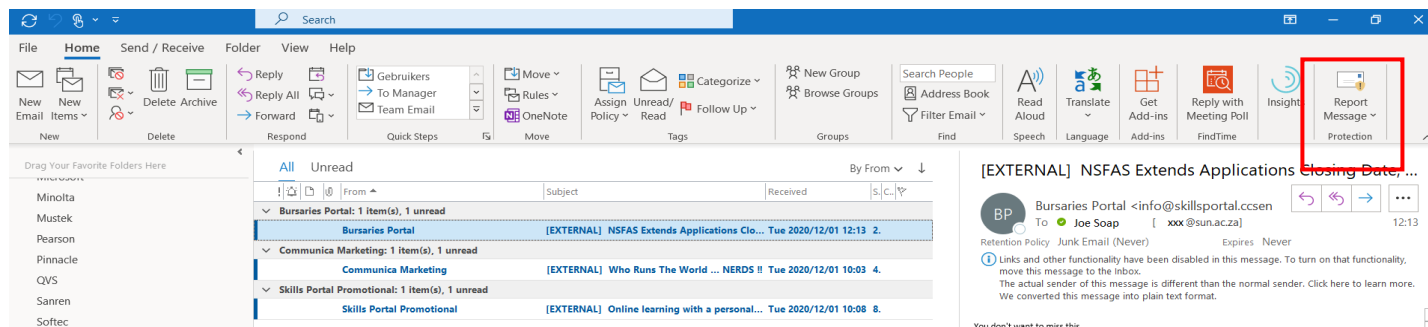 Search
File Home Send / Receive Folder View Help
New Email
New Items
Delete
Archive
Reply
Reply All
Forward
Gebruikers
To Manager
Team Email
Move
Rules
OneNote
Assign Policy
Unread/ Read
Categorize
Follow Up
New Group
Browse Groups
Search People
Address Book
Filter Email
Read Aloud
Translate
Get Add-ins
Reply with Meeting Poll
Insight
Report Message
New Delete Respond Quick Steps Move Tags Groups Find Speech Language Add-ins FindTime Protection
Drag Your Favorite Folders Here
Microsoft
Minolta
Mustek
Pearson
Pinnacle
QVS
Sanren
Softec
All Unread By From
! From Subject Received S. C..
Bursaries Portal: 1 item(s), 1 unread
Bursaries Portal [EXTERNAL] NSFAS Extends Applications Clo... Tue 2020/12/01 12:13 2.
Communica Marketing: 1 item(s), 1 unread
Communica Marketing [EXTERNAL] Who Runs The World ... NERDS !! Tue 2020/12/01 10:03 4.
Skills Portal Promotional: 1 item(s), 1 unread
Skills Portal Promotional [EXTERNAL] Online learning with a personal... Tue 2020/12/01 10:08 8.
[EXTERNAL] NSFAS Extends Applications Closing Date, ...
BP
Bursaries Portal <info@skillsportal.ccsen
To Joe Soap [ xxx @sun.ac.za] 12:13
Retention Policy Junk Email (Never) Expires Never
Links and other functionality have been disabled in this message. To turn on that functionality,
move this message to the Inbox.
The actual sender of this message is different than the normal sender. Click here to learn more.
We converted this message into plain text format.
You don't want to miss this